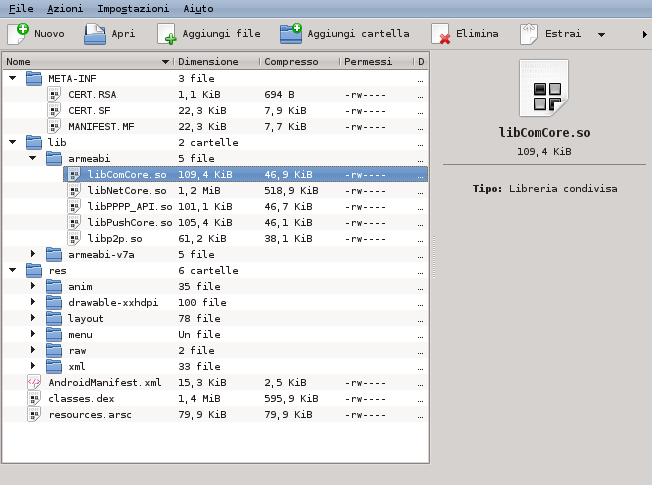 File Azioni Impostazioni Aiuto
Nuovo Apri Aggiungi file Aggiungi cartella Elimina Estrai
Nome Dimensione Compresso Permessi D
META-INF 3 file …
CERT.RSA 1,1 KiB 694 B -rw---- …
CERT.SF 22,3 KiB 7,9 KiB -rw---- …
MANIFEST.MF 22,3 KiB 7,7 KiB -rw---- …
lib 2 cartelle …
armeabi 5 file …
libComCore.so 109,4 KiB 46,9 KiB -rw---- …
libNetCore.so 1,2 MiB 518,9 KiB -rw---- …
libPPPP_API.so 101,1 KiB 46,7 KiB -rw---- …
libPushCore.so 105,4 KiB 46,1 KiB -rw---- …
libp2p.so 61,2 KiB 38,1 KiB -rw---- …
armeabi-v7a 5 file …
res 6 cartelle …
anim 35 file …
drawable-xxhdpi 100 file …
layout 78 file …
menu Un file …
raw 2 file …
xml 33 file …
AndroidManifest.xml 15,3 KiB 2,5 KiB -rw---- …
classes.dex 1,4 MiB 595,9 KiB -rw---- …
resources.arsc 79,9 KiB 79,9 KiB -rw---- …
libComCore.so
109,4 KiB
Tipo: Libreria condivisa